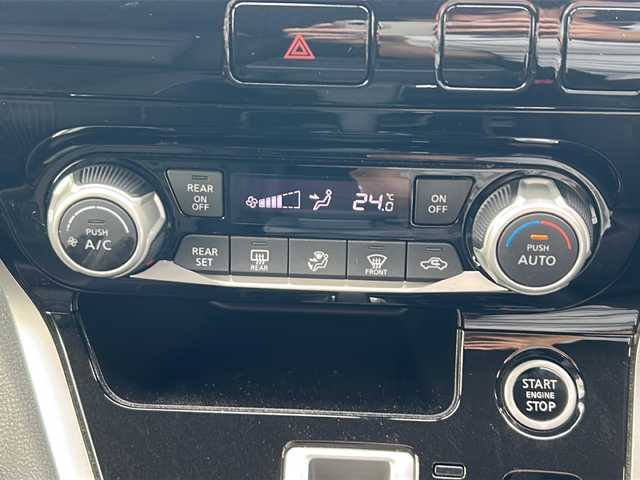 REAR
ON
OFF
24.0 °C
ON
OFF
PUSH
A/C
PUSH
AUTO
REAR
SET
REAR
FRONT
START
ENGINE
STOP